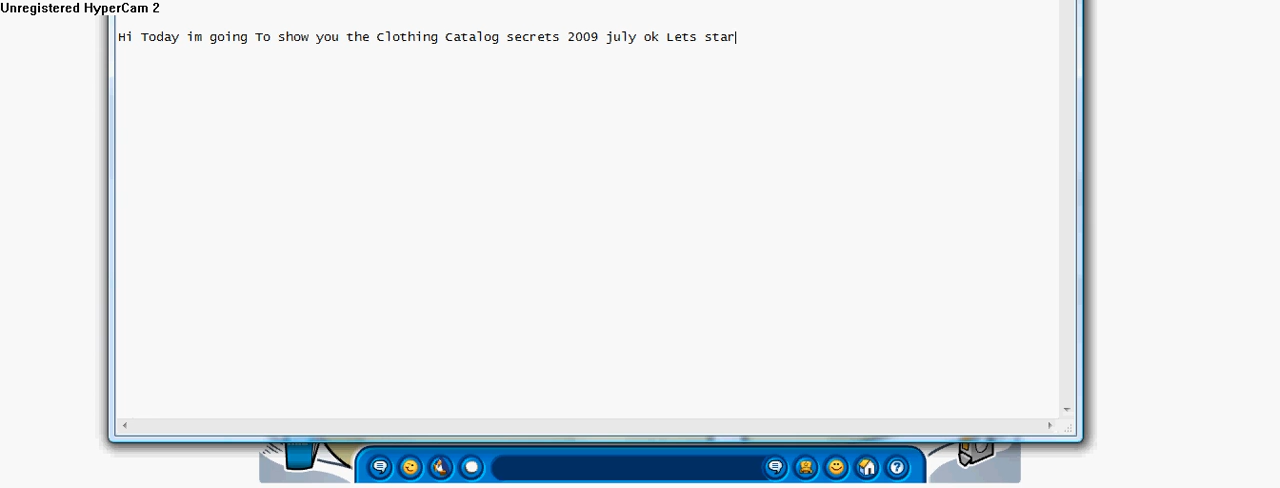 Unregistered HyperCam 2
Hi Today im going To show you the Clothing Catalog secrets 2009 july ok Lets star